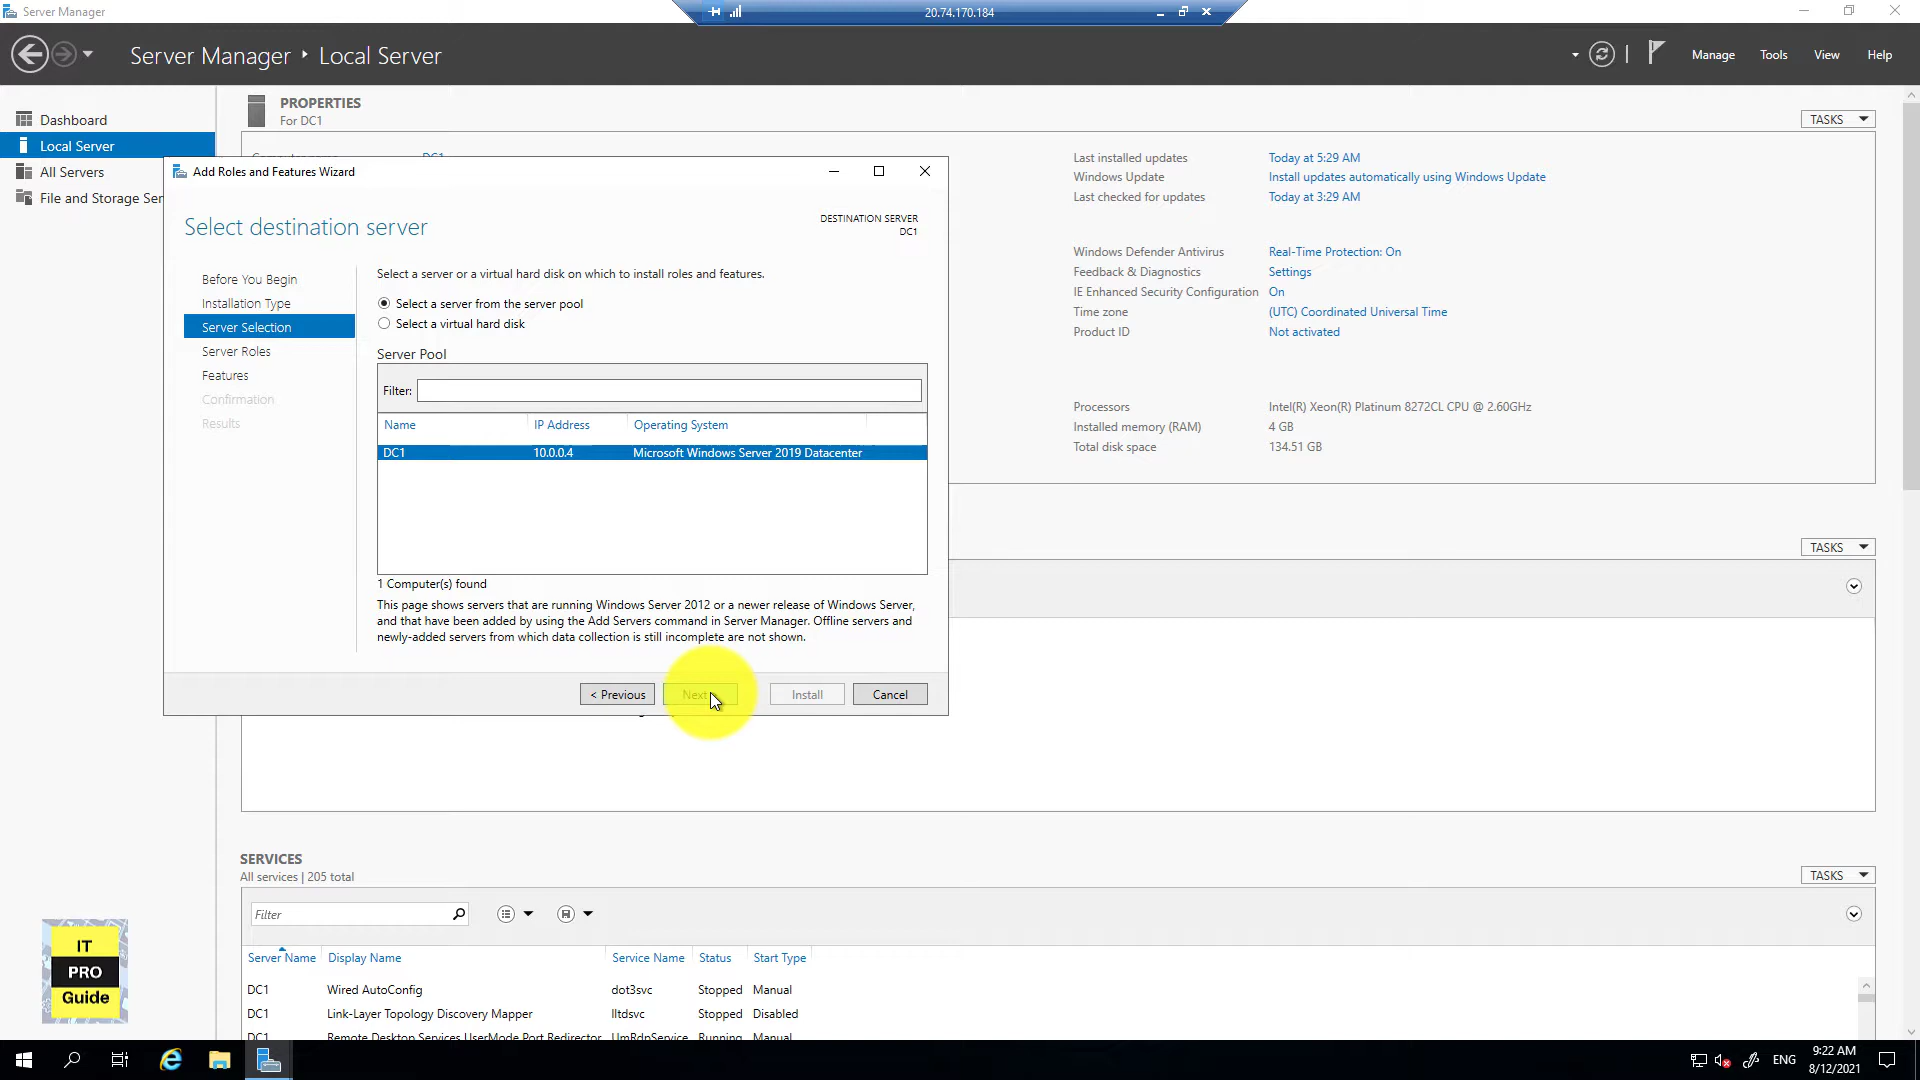 Server Manager
20.74.170.184
Server Manager ‣ Local Server
Manage
Tools
View
Help
Dashboard
Local Server
All Servers
File and Storage Ser
PROPERTIES
For DC1
TASKS
DC1
Last installed updates
Today at 5:29 AM
Windows Update
Install updates automatically using Windows Update
Last checked for updates
Today at 3:29 AM
Windows Defender Antivirus
Real-Time Protection: On
Feedback & Diagnostics
Settings
IE Enhanced Security Configuration
On
Time zone
(UTC) Coordinated Universal Time
Product ID
Not activated
Processors
Intel(R) Xeon(R) Platinum 8272CL CPU @ 2.60GHz
Installed memory (RAM)
4 GB
Total disk space
134.51 GB
Add Roles and Features Wizard
Select destination server
DESTINATION SERVER
DC1
Before You Begin
Installation Type
Server Selection
Server Roles
Features
Confirmation
Results
Select a server or a virtual hard disk on which to install roles and features.
Select a server from the server pool
Select a virtual hard disk
Server Pool
Filter:
Name
IP Address
Operating System
DC1
10.0.0.4
Microsoft Windows Server 2019 Datacenter
1 Computer(s) found
This page shows servers that are running Windows Server 2012 or a newer release of Windows Server,
and that have been added by using the Add Servers command in Server Manager. Offline servers and
newly-added servers from which data collection is still incomplete are not shown.
< Previous
Next
Install
Cancel
TASKS
SERVICES
All services | 205 total
TASKS
Filter
Server Name
Display Name
Service Name
Status
Start Type
DC1
Wired AutoConfig
dot3svc
Stopped
Manual
DC1
Link-Layer Topology Discovery Mapper
lltdsvc
Stopped
Disabled
DC1
Remote Desktop Services UserMode Port Redirector
UmRdpService
Running
Manual
IT
PRO
Guide
ENG
9:22 AM
8/12/2021